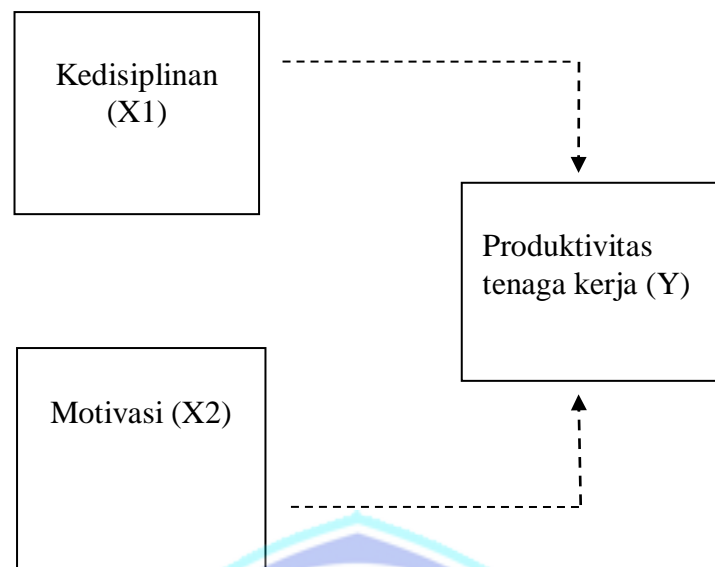 Kedisiplinan
(X1)
Produktivitas
tenaga kerja (Y)
Motivasi (X2)